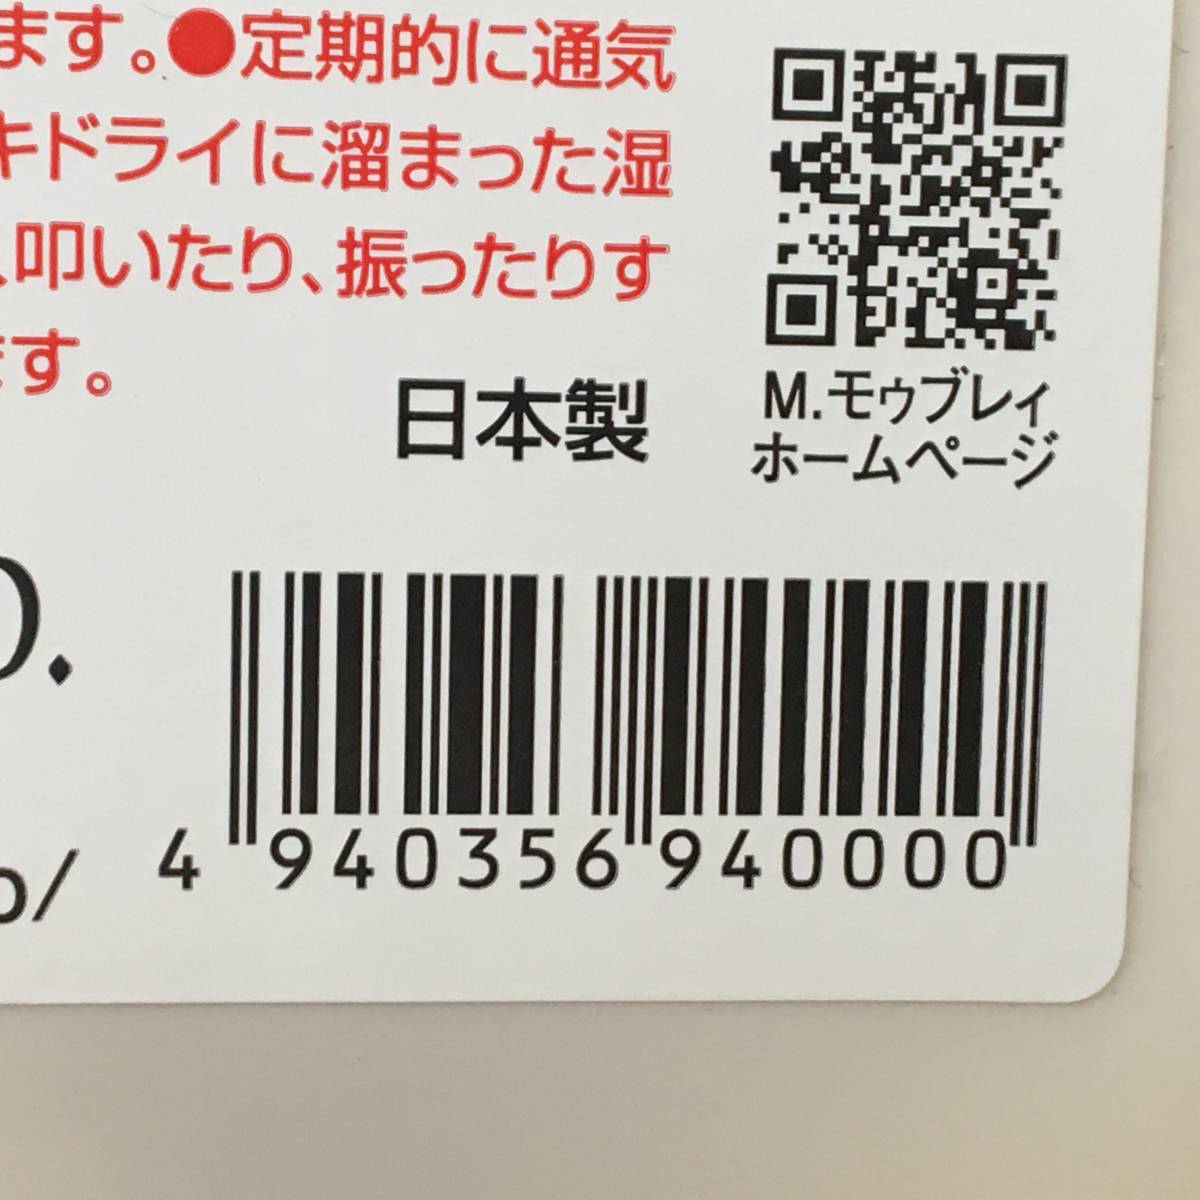 ます。●定期的に通気
キドライに溜まった湿
叩いたり、振ったりす
ます。
日本製
M.モゥブレィ
ホームページ
.
o/
4 940356 940000